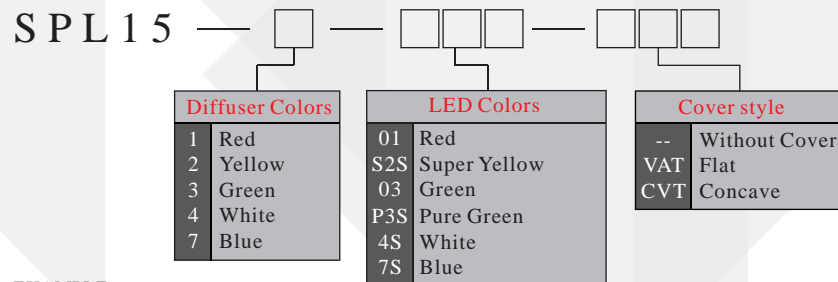 SPL15 — □ — □□□ — □□□
Diffuser Colors
1 Red
2 Yellow
3 Green
4 White
7 Blue
LED Colors
01 Red
S2S Super Yellow
03 Green
P3S Pure Green
4S White
7S Blue
Cover style
-- Without Cover
VAT Flat
CVT Concave